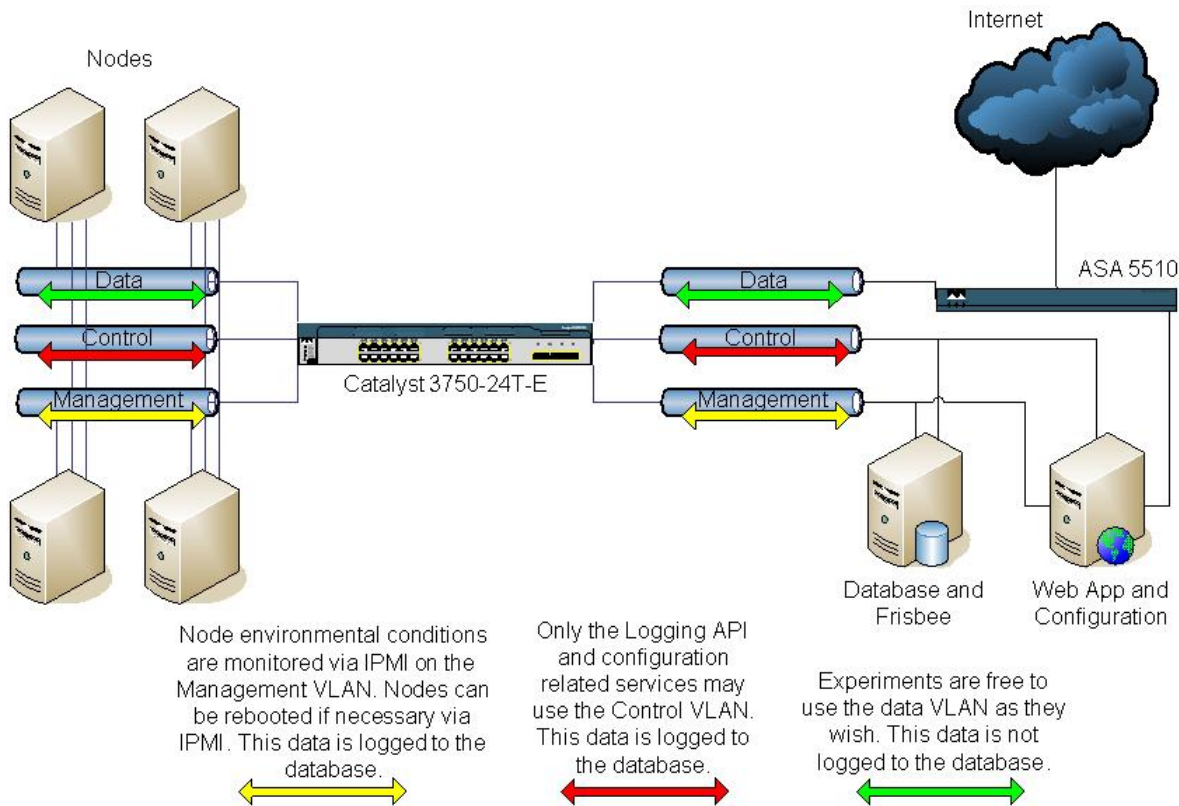 Internet
Nodes
ASA 5510
Data
Data
Control
Control
Catalyst 3750-24T-E
Management
Management
Database and
Frisbee
Web App and
Configuration
Node environmental conditions
are monitored via IPMI on the
Management VLAN. Nodes can
be rebooted if necessary via
IPMI. This data is logged to the
database.
Only the Logging API
and configuration
related services may
use the Control VLAN.
This data is logged to
the database.
Experiments are free to
use the data VLAN as they
wish. This data is not
logged to the database.